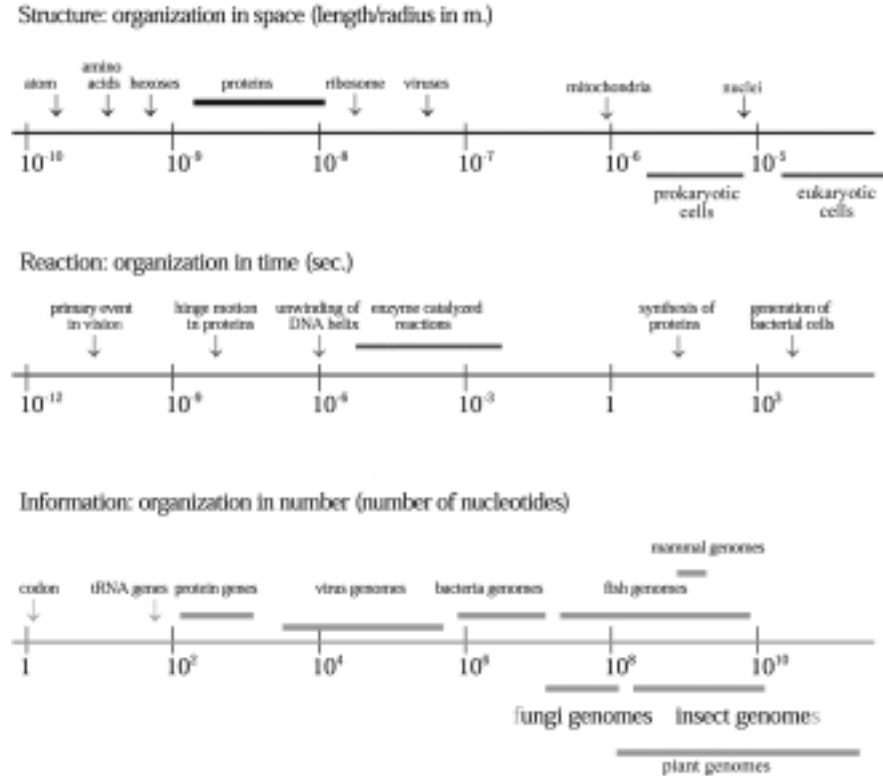 Structure: organization in space (length/radius in m.)
atom
amino acids
hexoses
proteins
ribosome
viruses
mitochondria
nuclei
10⁻¹⁰ 10⁻⁹ 10⁻⁸ 10⁻⁷ 10⁻⁶ 10⁻⁵
prokaryotic cells
eukaryotic cells
Reaction: organization in time (sec.)
primary event in vision
hinge motion in proteins
unwinding of DNA helix
enzyme catalyzed reactions
synthesis of proteins
generation of bacterial cells
10⁻¹² 10⁻⁹ 10⁻⁶ 10⁻³ 1 10³
Information: organization in number (number of nucleotides)
mammal genomes
codon
tRNA genes
protein genes
virus genomes
bacteria genomes
fish genomes
1 10² 10⁴ 10⁶ 10⁸ 10¹⁰
fungi genomes
insect genomes
plant genomes